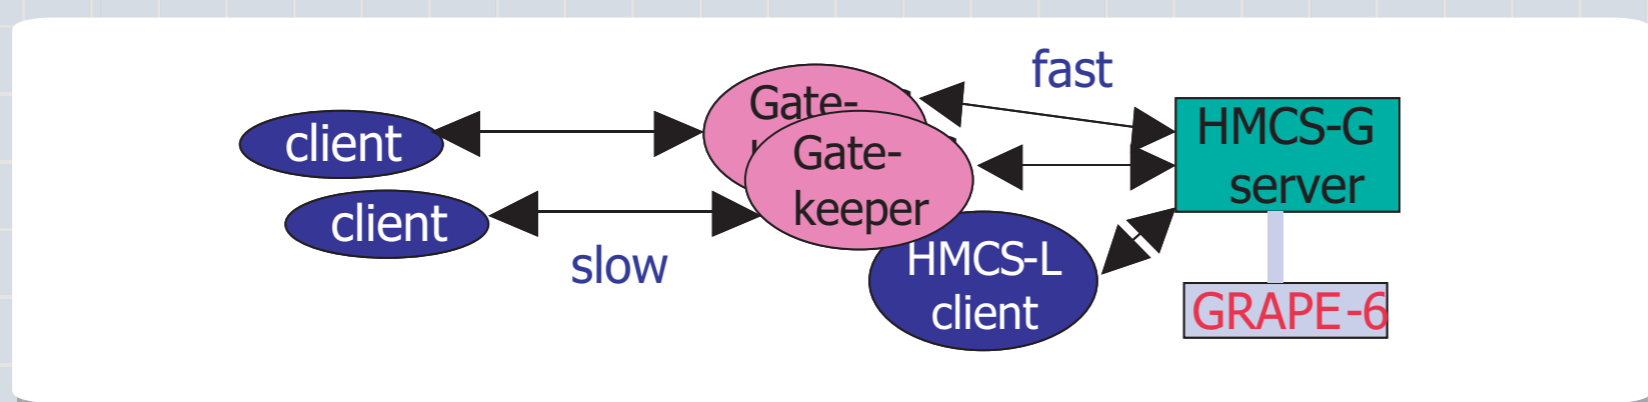 fast
Gate-
HMCS-G
server
client
Gate-
keeper
client
slow
HMCS-L
client
GRAPE-6